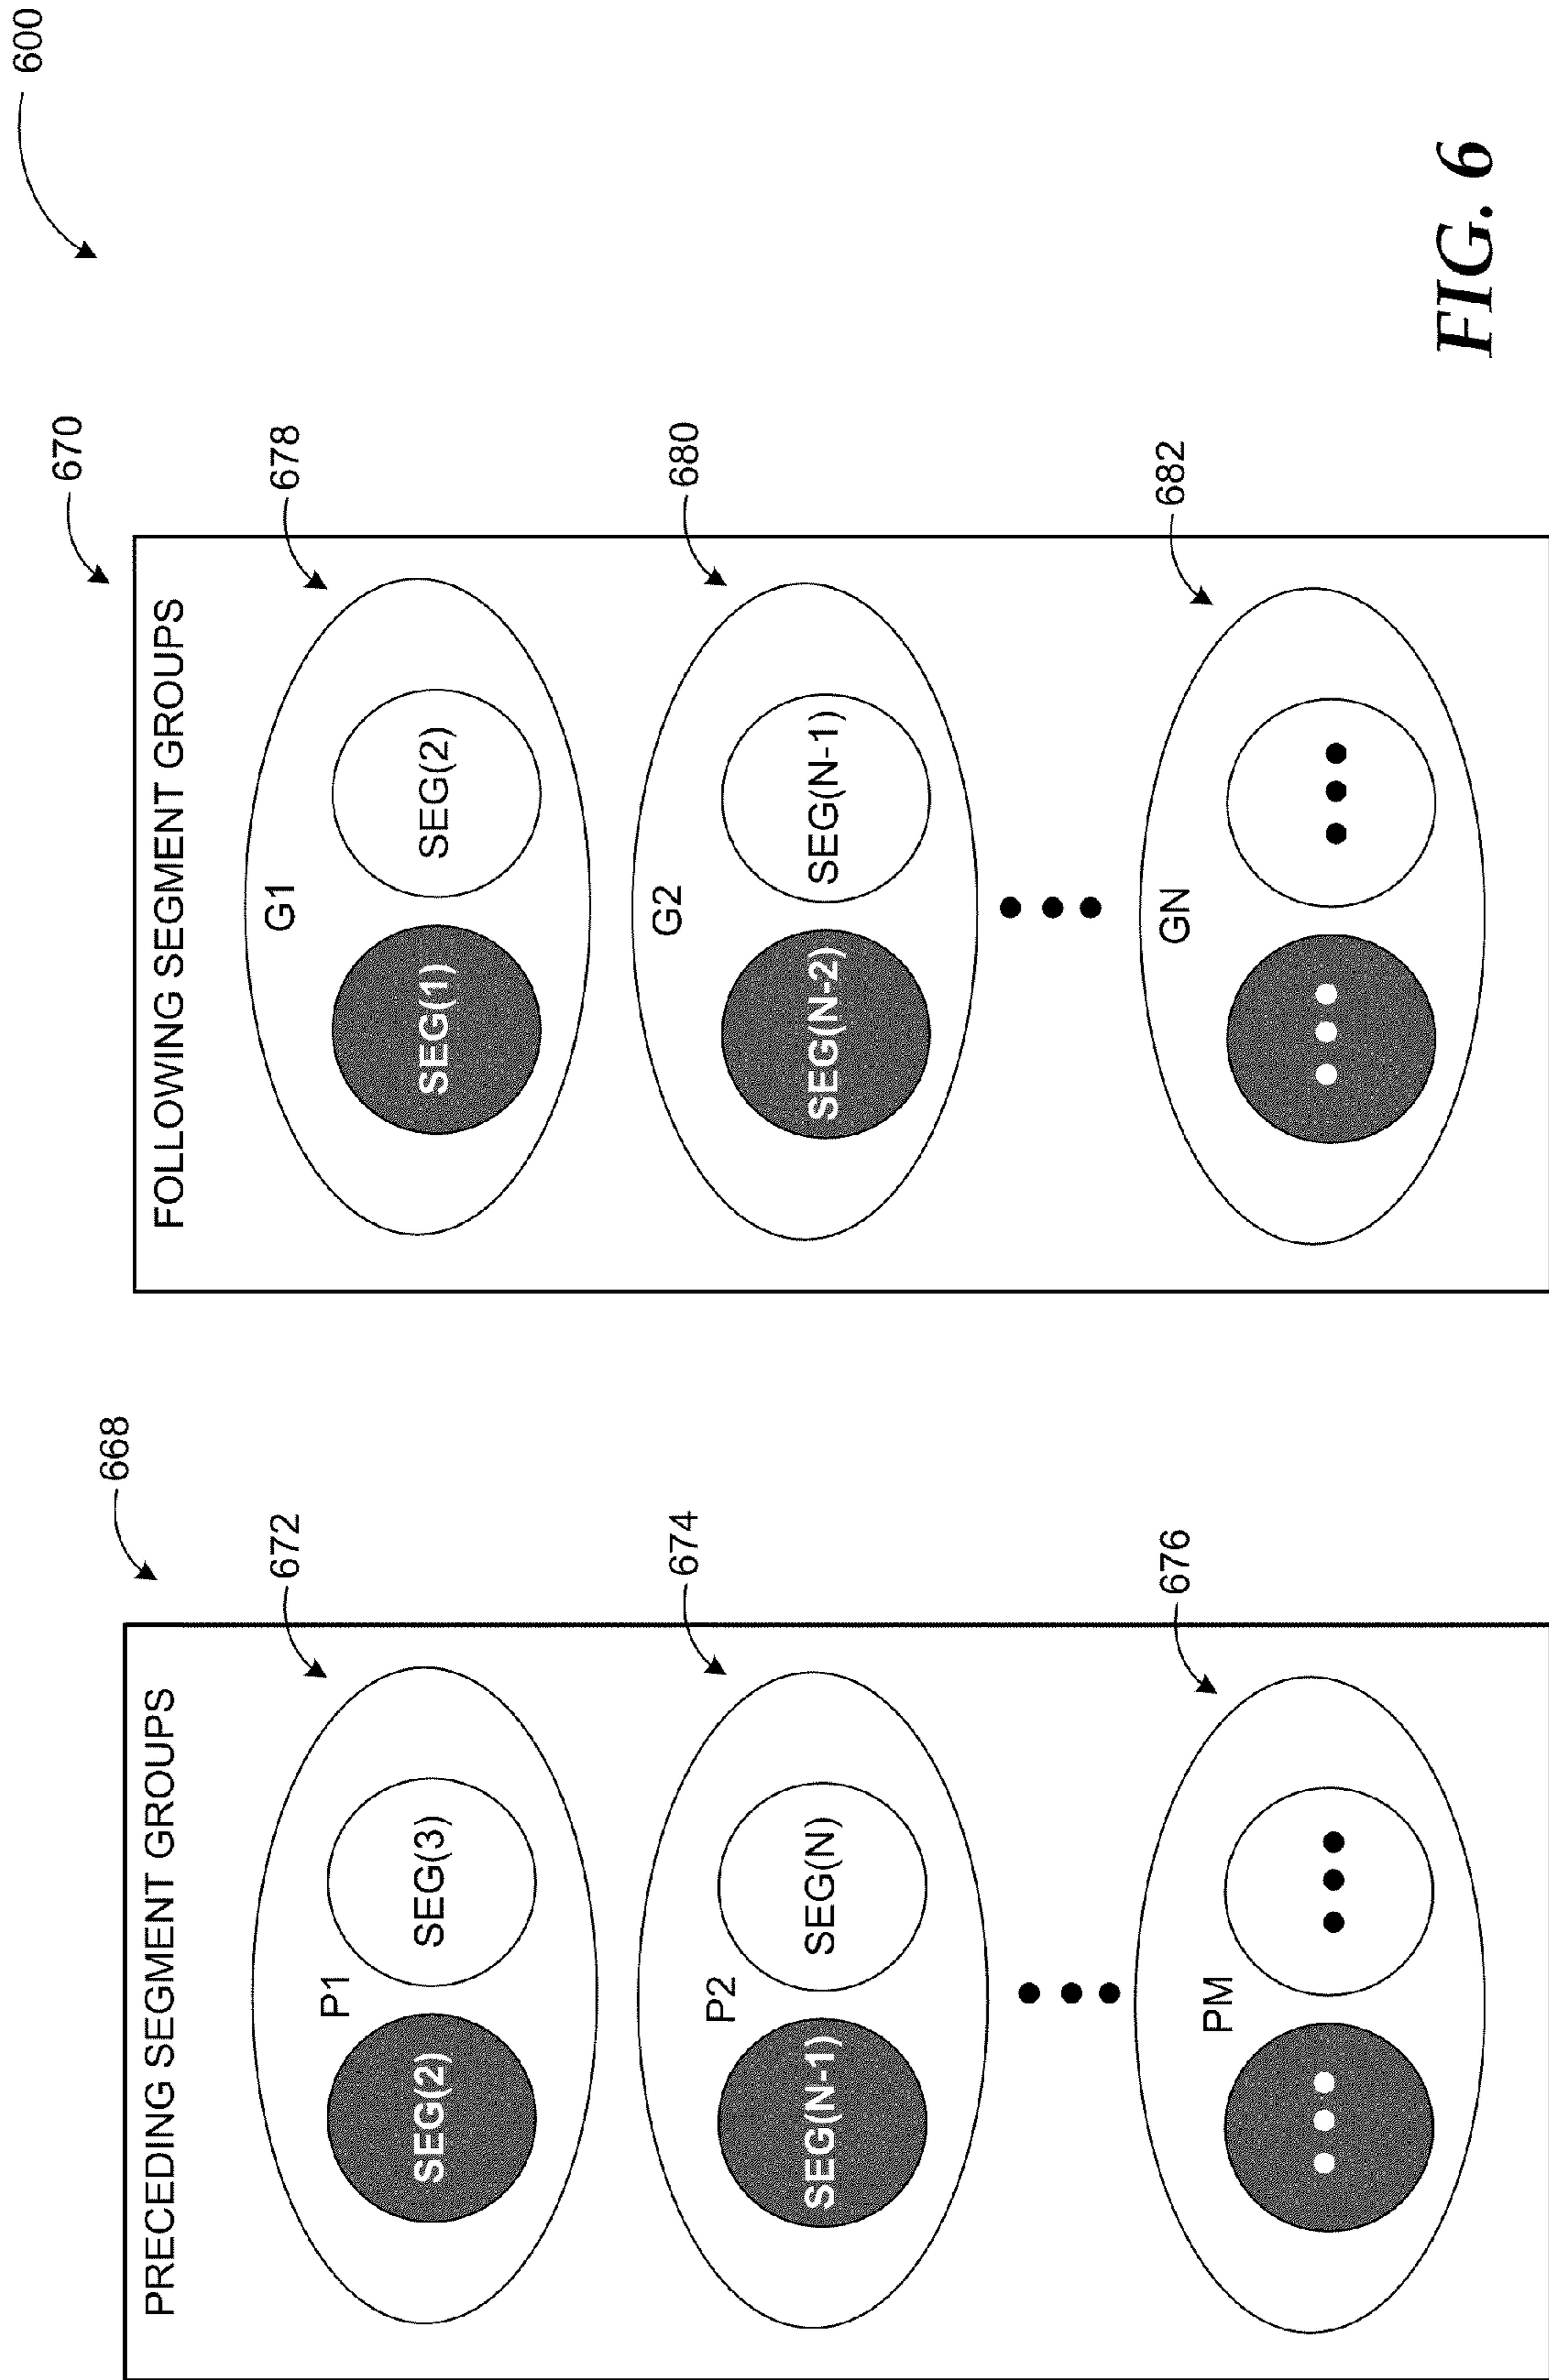 600
668
PRECEDING SEGMENT GROUPS
672
P1
SEG(2)
SEG(3)
674
P2
SEG(N-1)
SEG(N)
676
PM
670
FOLLOWING SEGMENT GROUPS
678
G1
SEG(1)
SEG(2)
680
G2
SEG(N-2)
SEG(N-1)
682
GN
FIG. 6